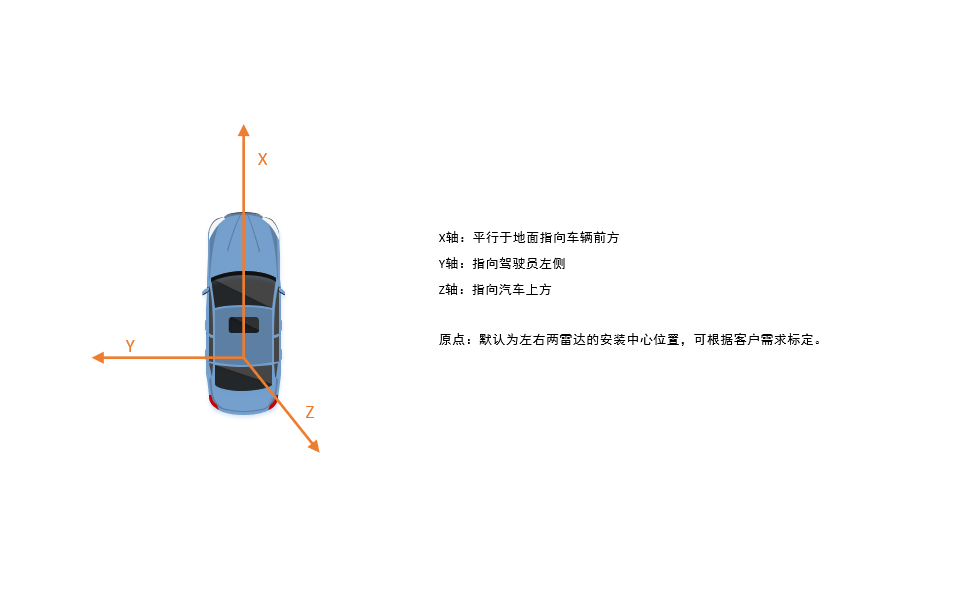 X
X轴：平行于地面指向车辆前方
Y轴：指向驾驶员左侧
Z轴：指向汽车上方
原点：默认为左右两雷达的安装中心位置，可根据客户需求标定。
Y
Z